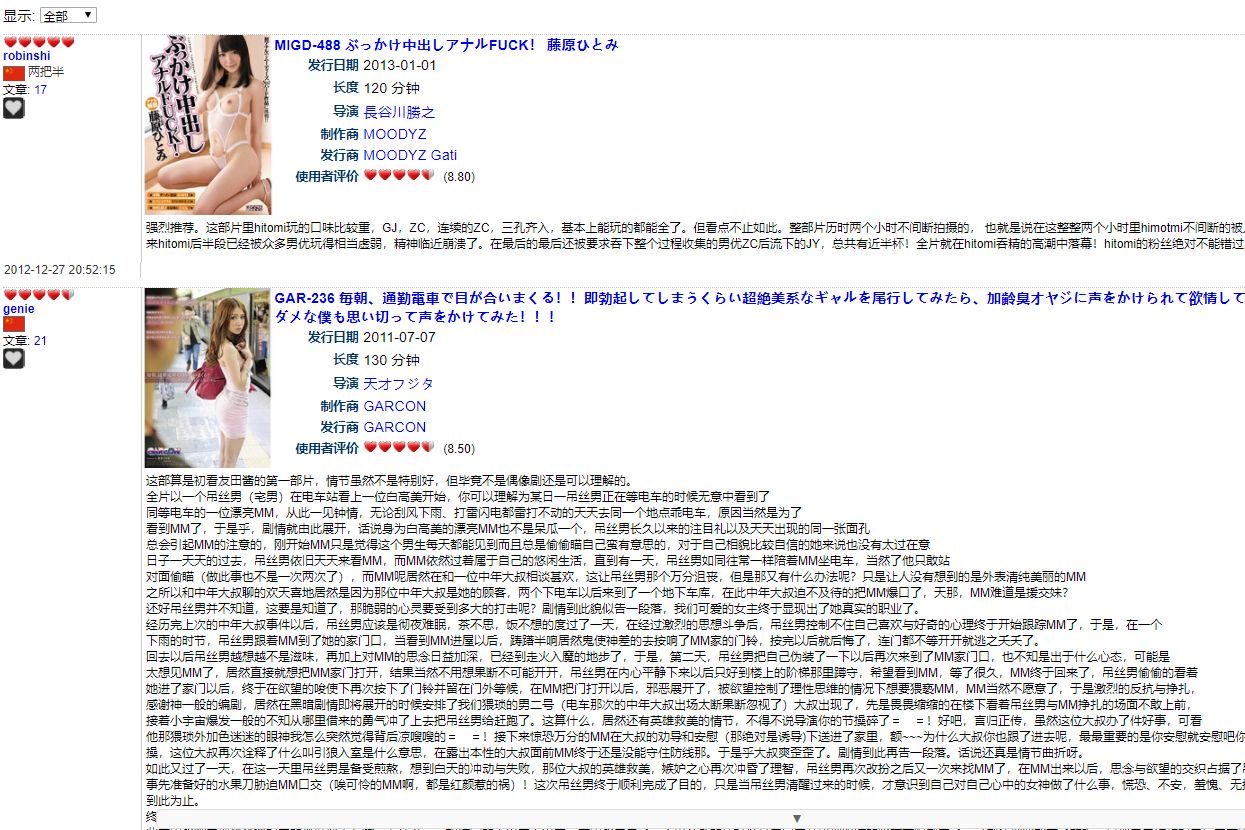 显示: 全部
robinshi
两把半
文章: 17
2012-12-27 20:52:15
MIGD-488 ぶっかけ中出しアナルFUCK! 藤原ひとみ
发行日期 2013-01-01
长度 120 分钟
导演 長谷川勝之
制作商 MOODYZ
发行商 MOODYZ Gati
使用者评价 (8.80)
强烈推荐。这部片里hitomi玩的口味比较重，GJ，ZC，连续的ZC，三孔齐入，基本上能玩的都能全了。但看点不止如此。整部片历时两个小时不间断拍摄的， 也就是说在这整整两个小时里himotmi不间断的被
来hitomi后半段已经被众多男优玩得相当虚弱，精神临近崩溃了。在最后的最后还被要求吞下整个过程收集的男优ZC后流下的JY，总共有近半杯！全片就在hitomi吞精的高潮中落幕！hitomi的粉丝绝对不能错过
genie
文章: 21
GAR-236 毎朝、通勤電車で目が合いまくる！！即勃起してしまうくらい超絶美系なギャルを尾行してみたら、加齢臭オヤジに声をかけられて欲情して
ダメな僕も思い切って声をかけてみた！！！
发行日期 2011-07-07
长度 130 分钟
导演 天才フジタ
制作商 GARCON
发行商 GARCON
使用者评价 (8.50)
这部算是初看友田酱的第一部片，情节虽然不是特别好，但毕竟不是偶像剧还是可以理解的。
全片以一个吊丝男（宅男）在电车站看上一位白高美开始，你可以理解为某日一吊丝男正在等电车的时候无意中看到了
同等电车的一位漂亮MM，从此一见钟情，无论刮风下雨、打雷闪电都雷打不动的天天去同一个地点乖电车，原因当然是为了
看到MM了，于是乎，剧情就由此展开，话说身为白高美的漂亮MM也不是呆瓜一个，吊丝男长久以来的注目礼以及天天出现的同一张面孔
总会引起MM的注意的，刚开始MM只是觉得这个男生每天都能见到而且总是偷偷瞄自己蛮有意思的，对于自己相貌比较自信的她来说也没有太过在意
日子一天天的过去，吊丝男依旧天天来看MM，而MM依然过着属于自己的悠闲生活，直到有一天，吊丝男如同往常一样陪着MM坐电车，当然了他只敢站
对面偷瞄（做此事也不是一次两次了），而MM呢居然在和一位中年大叔相谈甚欢，这让吊丝男那个万分沮丧，但是那又有什么办法呢？只是让人没有想到的是外表清纯美丽的MM
之所以和中年大叔聊的欢天喜地居然是因为那位中年大叔是她的顾客，两个下电车以后来到了一个地下车库，在此中年大叔迫不及待的把MM爆口了，天那，MM难道是援交妹？
还好吊丝男并不知道，这要是知道了，那脆弱的心灵要受到多大的打击呢？剧情到此貌似告一段落，我们可爱的女主终于显现出了她真实的职业了。
经历完上次的中年大叔事件以后，吊丝男应该是彻夜难眠，茶不思，饭不想的度过了一天，在经过激烈的思想斗争后，吊丝男控制不住自己喜欢与好奇的心理终于开始跟踪MM了，于是，在一个
下雨的时节，吊丝男跟着MM到了她的家门口，当看到MM进屋以后，踌躇半响居然鬼使神差的去按响了MM家的门铃，按完以后就后悔了，连门都不等开开就逃之夭夭了。
回去以后吊丝男越想越不是滋味，再加上对MM的思念日益加深，已经到走火入魔的地步了，于是，第二天，吊丝男把自己伪装了一下以后再次来到了MM家门口，也不知是出于什么心态，可能是
太想见MM了，居然直接就想把MM家门打开，结果当然不用想果断不可能开开，吊丝男在内心平静下来以后只好到楼上的阶梯那里蹲守，希望看到MM，等了很久，MM终于回来了，吊丝男偷偷的看着
她进了家门以后，终于在欲望的唆使下再次按下了门铃并留在门外等候，在MM把门打开以后，邪恶展开了，被欲望控制了理性思维的情况下想要猥亵MM，MM当然不愿意了，于是激烈的反抗与挣扎，
感谢神一般的编剧，居然在黑暗剧情即将展开的时候安排了我们猥琐的男二号（电车那次的中年大叔出场太断果断忽视了）大叔出现了，先是畏畏缩缩的在楼下看着吊丝男与MM挣扎的场面不敢上前，
接着小宇宙爆发一般的不知从哪里借来的勇气冲了上去把吊丝男给赶跑了。这算什么，居然还有英雄救美的情节，不得不说导演你的节操碎了＝ ＝！好吧，言归正传，虽然这位大叔办了件好事，可看
他那猥琐外加色迷迷的眼神我怎么突然觉得背后凉嗖嗖的＝ ＝！接下来惊恐万分的MM在大叔的劝导和安慰（那绝对是诱导)下送进了家里，额~~~为什么大叔你也跟了进去呢，最最重要的是你安慰就安慰吧你
操，这位大叔再次诠释了什么叫引狼入室是什么意思，在露出本性的大叔面前MM终于还是没能守住防线那。于是乎大叔爽歪歪了。剧情到此再告一段落。话说还真是情节曲折呀。
如此又过了一天，在这一天里吊丝男是备受煎熬，想到白天的冲动与失败，那位大叔的英雄救美，嫉妒之心再次冲昏了理智，吊丝男再次改扮之后又一次来找MM了，在MM出来以后，思念与欲望的交织占据了
事先准备好的水果刀胁迫MM口交（唉可怜的MM啊，都是红颜惹的祸）！这次吊丝男终于顺利完成了目的，只是当吊丝男清醒过来的时候，才意识到自己对自己心中的女神做了什么事，慌恐、不安，羞愧、无
到此为止。
终